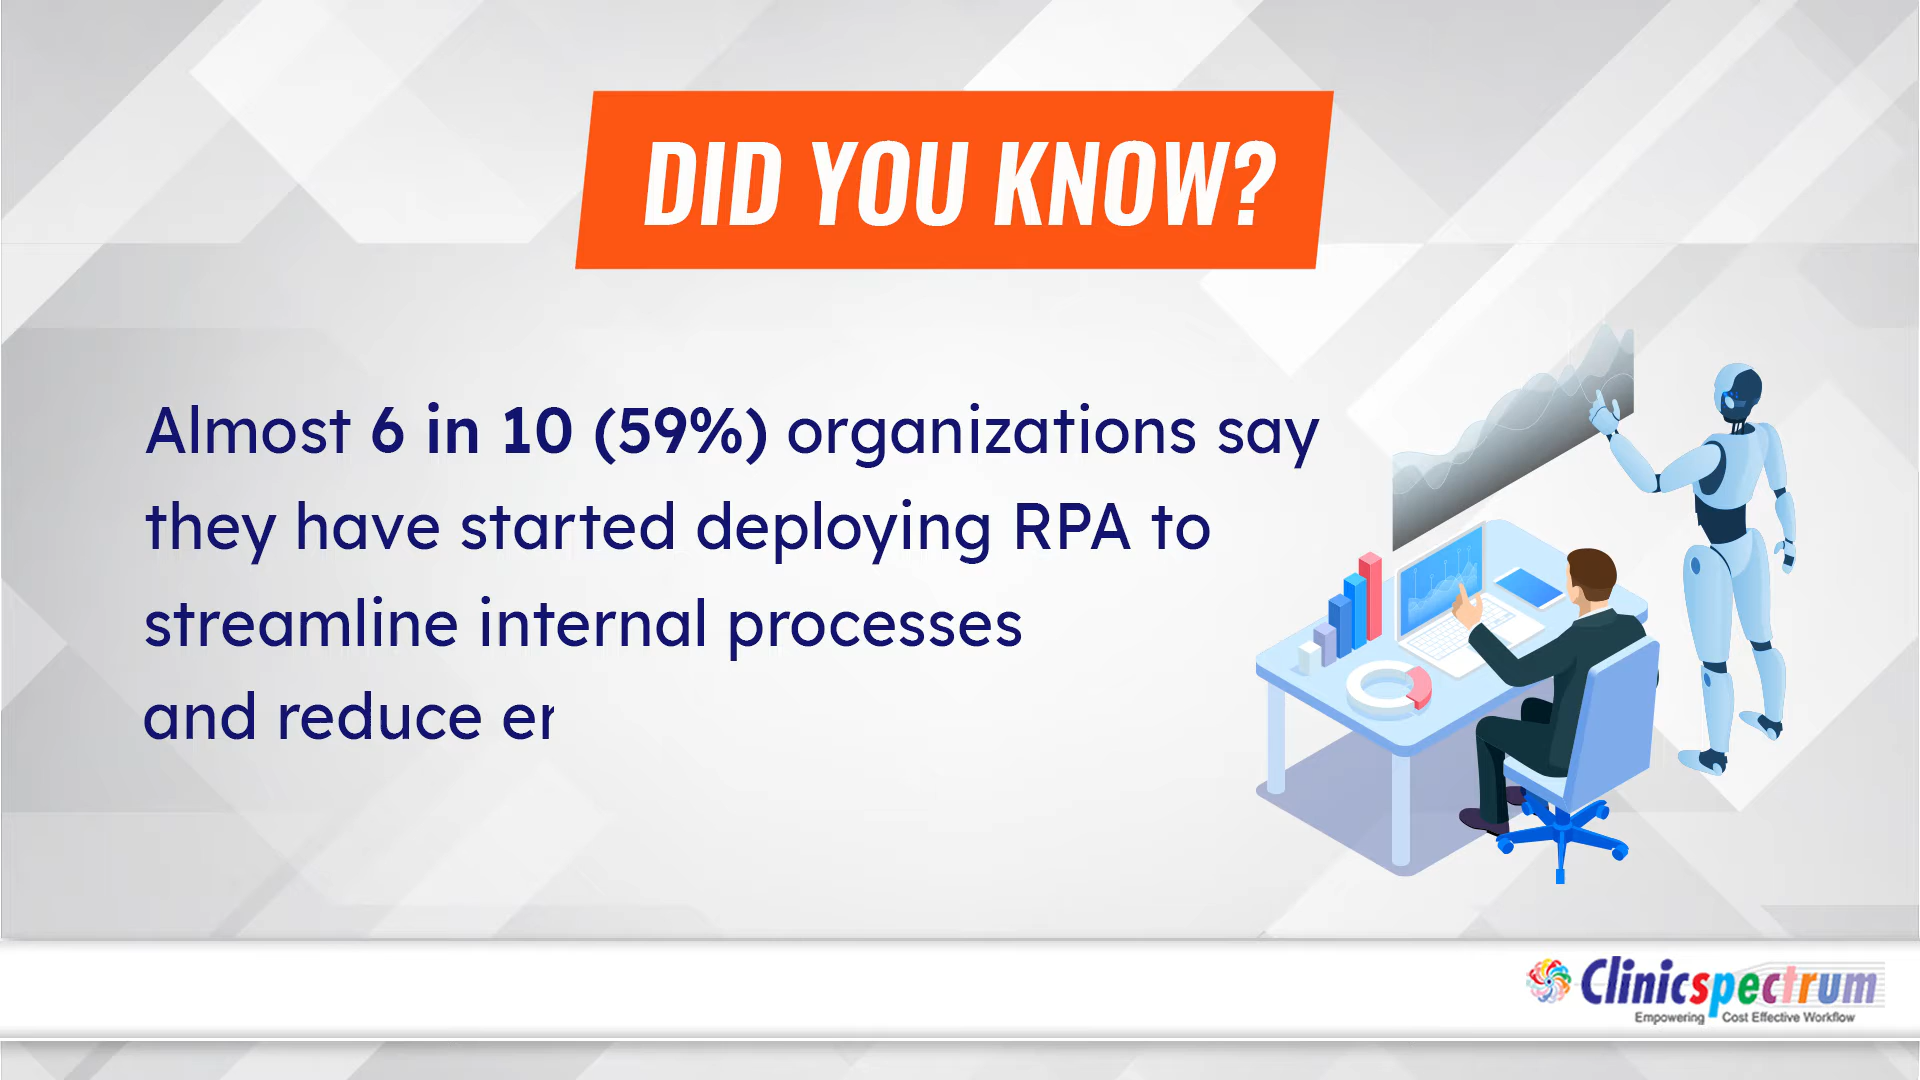 DID YOU KNOW?
Almost 6 in 10 (59%) organizations say
they have started deploying RPA to
streamline internal processes
and reduce er
Clinicspectrum
Empowering Cost Effective Workflow